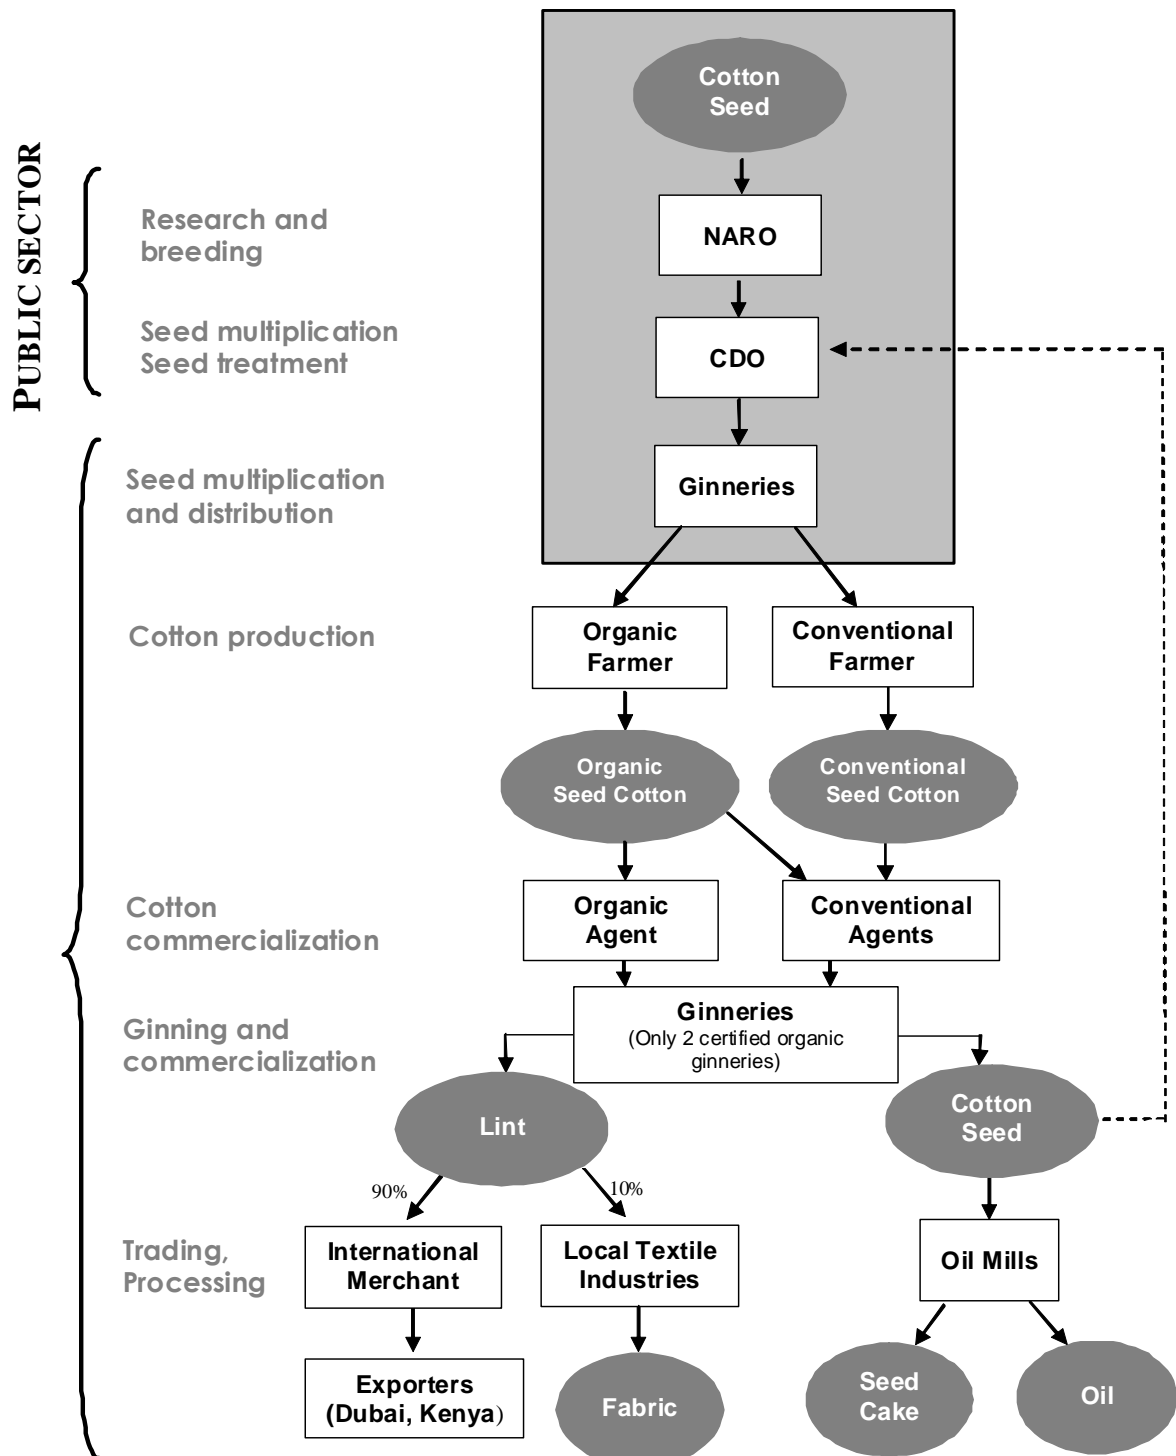 PUBLIC SECTOR
Cotton
Seed
Research and
breeding
NARO
Seed multiplication
Seed treatment
CDO
Seed multiplication
and distribution
Ginneries
Cotton production
Organic
Farmer
Conventional
Farmer
Organic
Seed Cotton
Conventional
Seed Cotton
Cotton
commercialization
Organic
Agent
Conventional
Agents
Ginning and
commercialization
Ginneries
(Only 2 certified organic
ginneries)
Lint
Cotton
Seed
90%
10%
Trading,
Processing
International
Merchant
Local Textile
Industries
Oil Mills
Exporters
(Dubai, Kenya)
Fabric
Seed
Cake
Oil